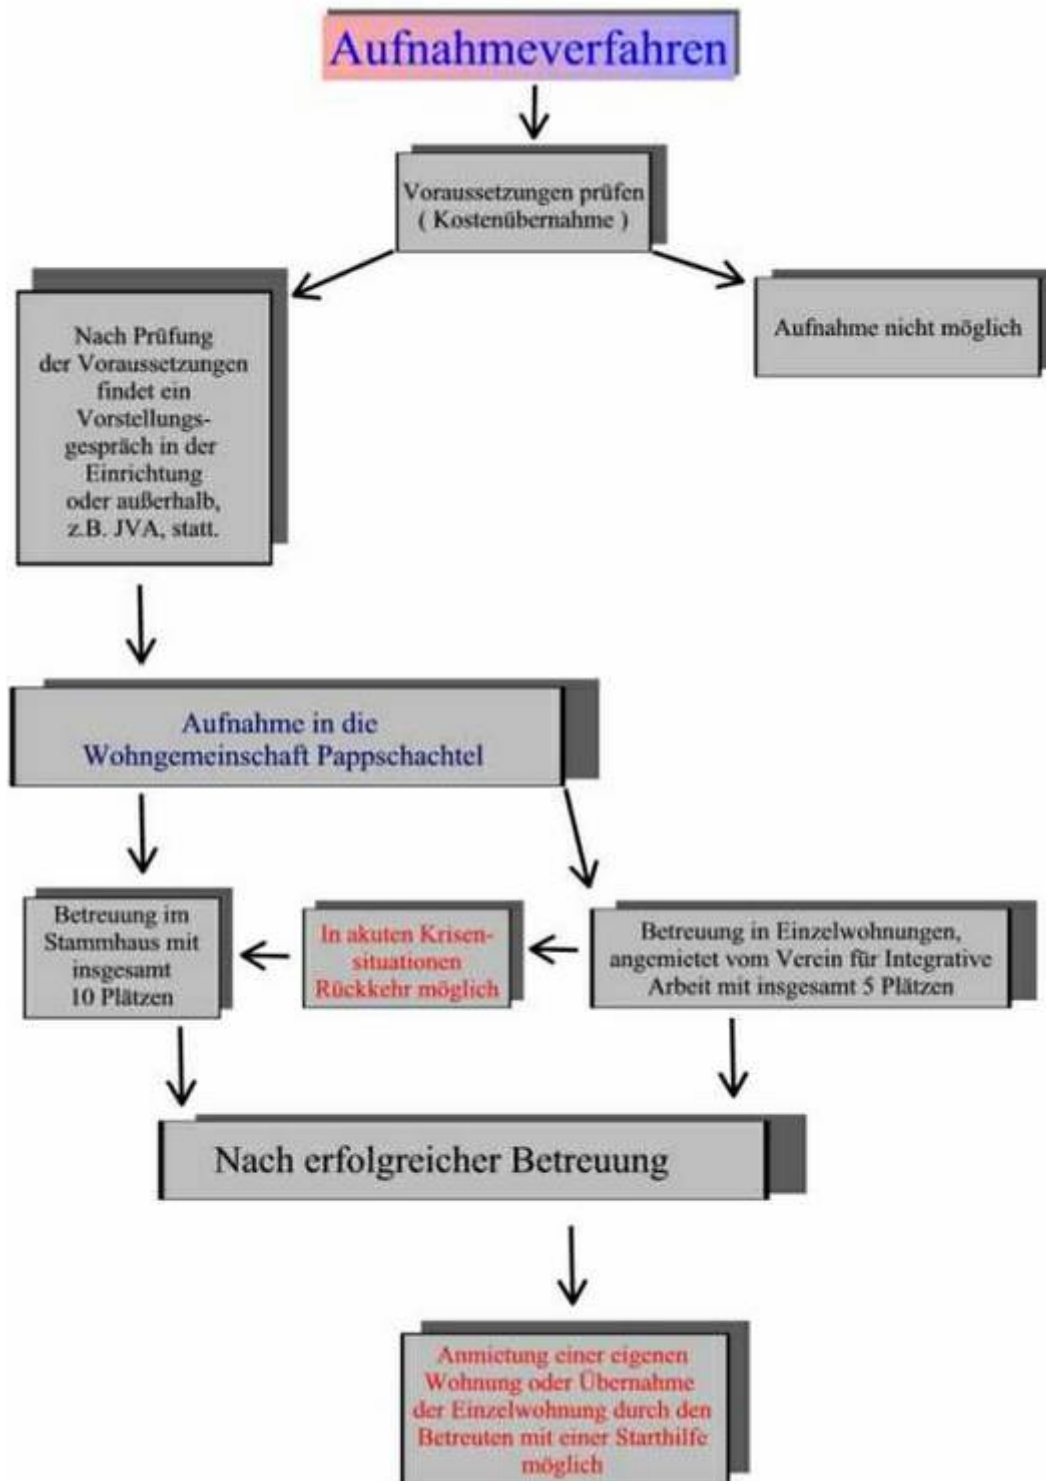 Aufnahmeverfahren
Voraussetzungen prüfen
( Kostenübernahme )
Nach Prüfung
der Voraussetzungen
findet ein
Vorstellungs-
gespräch in der
Einrichtung
oder außerhalb,
z.B. JVA, statt.
Aufnahme nicht möglich
Aufnahme in die
Wohngemeinschaft Pappschachtel
Betreuung im
Stammhaus mit
insgesamt
10 Plätzen
In akuten Krisen-
situationen
Rückkehr möglich
Betreuung in Einzelwohnungen,
angemietet vom Verein für Integrative
Arbeit mit insgesamt 5 Plätzen
Nach erfolgreicher Betreuung
Anmietung einer eigenen
Wohnung oder Übernahme
der Einzelwohnung durch den
Betreuten mit einer Starthilfe
möglich